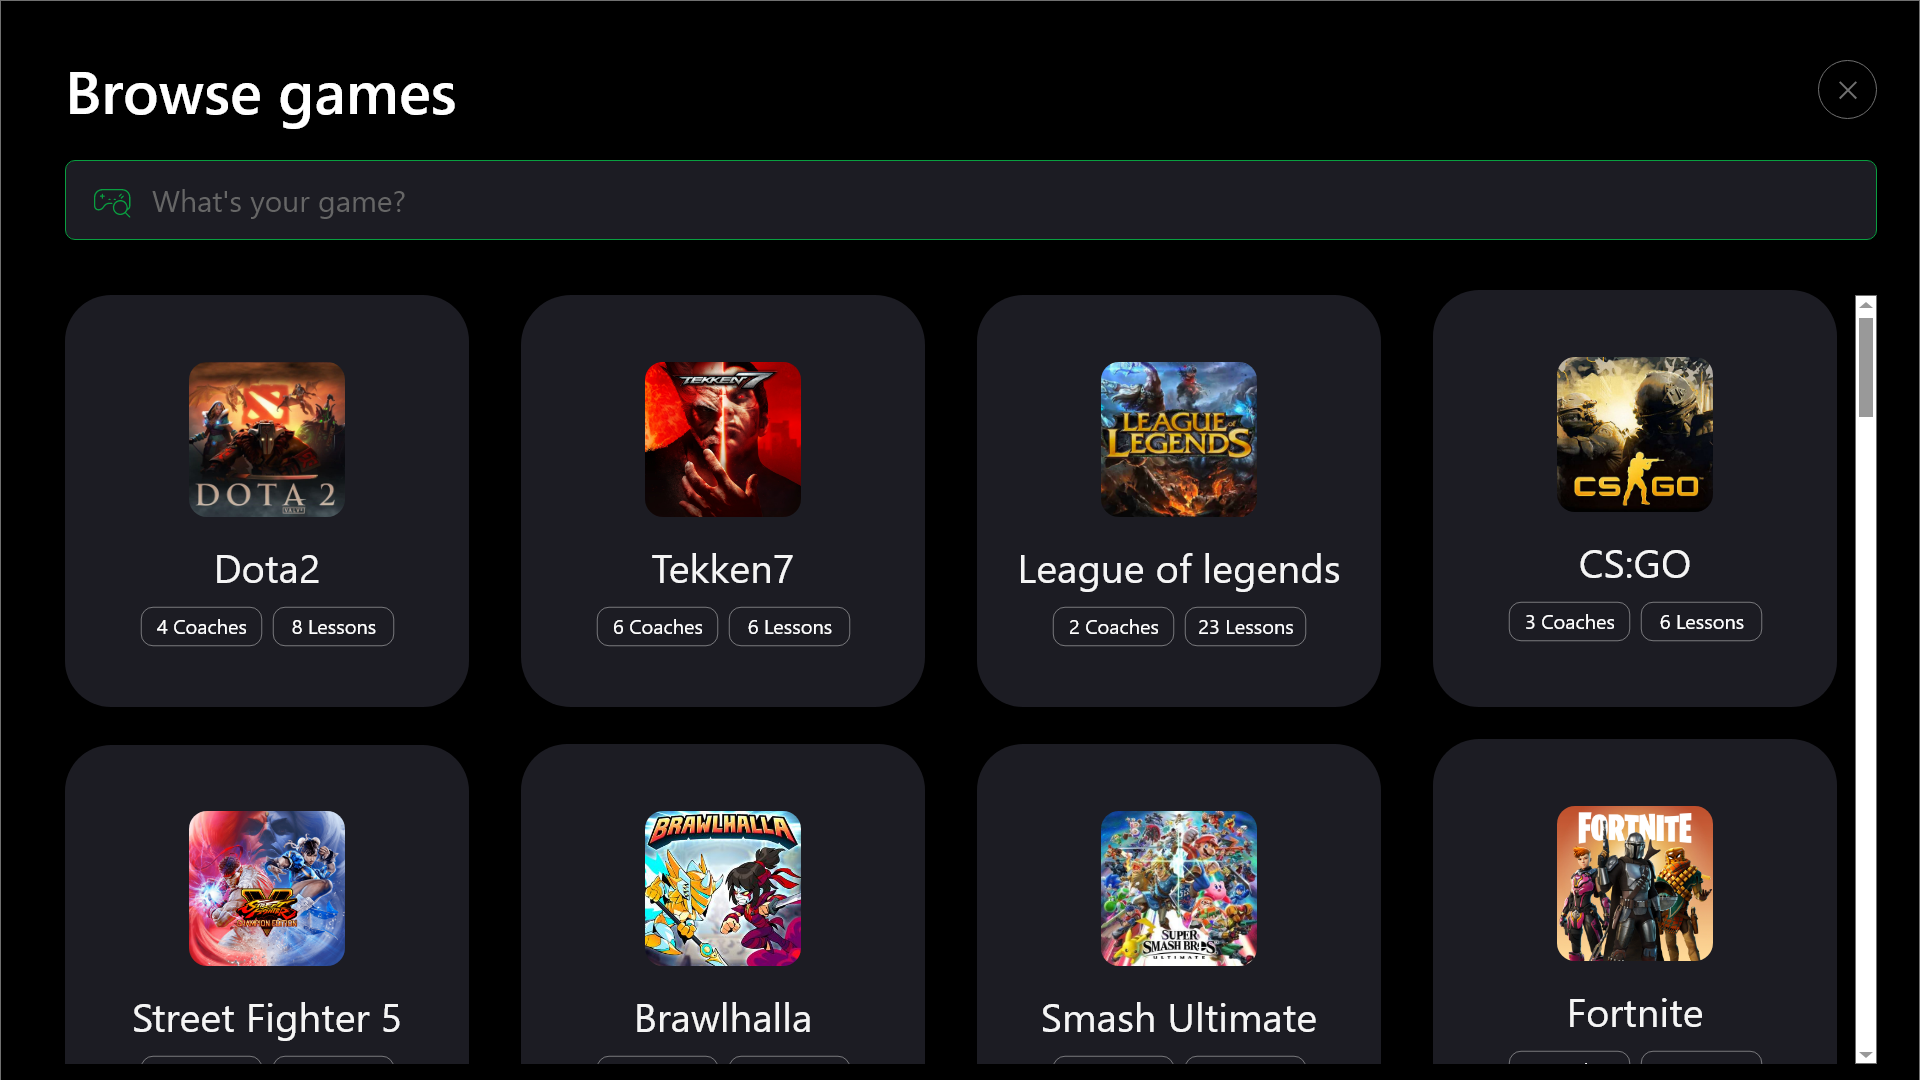 Browse games
What's your game?
DOTA 2
VALVE
TEKKEN 7
LEAGUE of
LEGENDS
CS GO
Dota2
Tekken7
League of legends
CS:GO
4 Coaches
8 Lessons
6 Coaches
6 Lessons
2 Coaches
23 Lessons
3 Coaches
6 Lessons
STREET
FIGHTER
V
CHAMPION EDITION
BRAWLHALLA
SUPER
SMASH BROS
ULTIMATE
FORTNITE
Street Fighter 5
Brawlhalla
Smash Ultimate
Fortnite